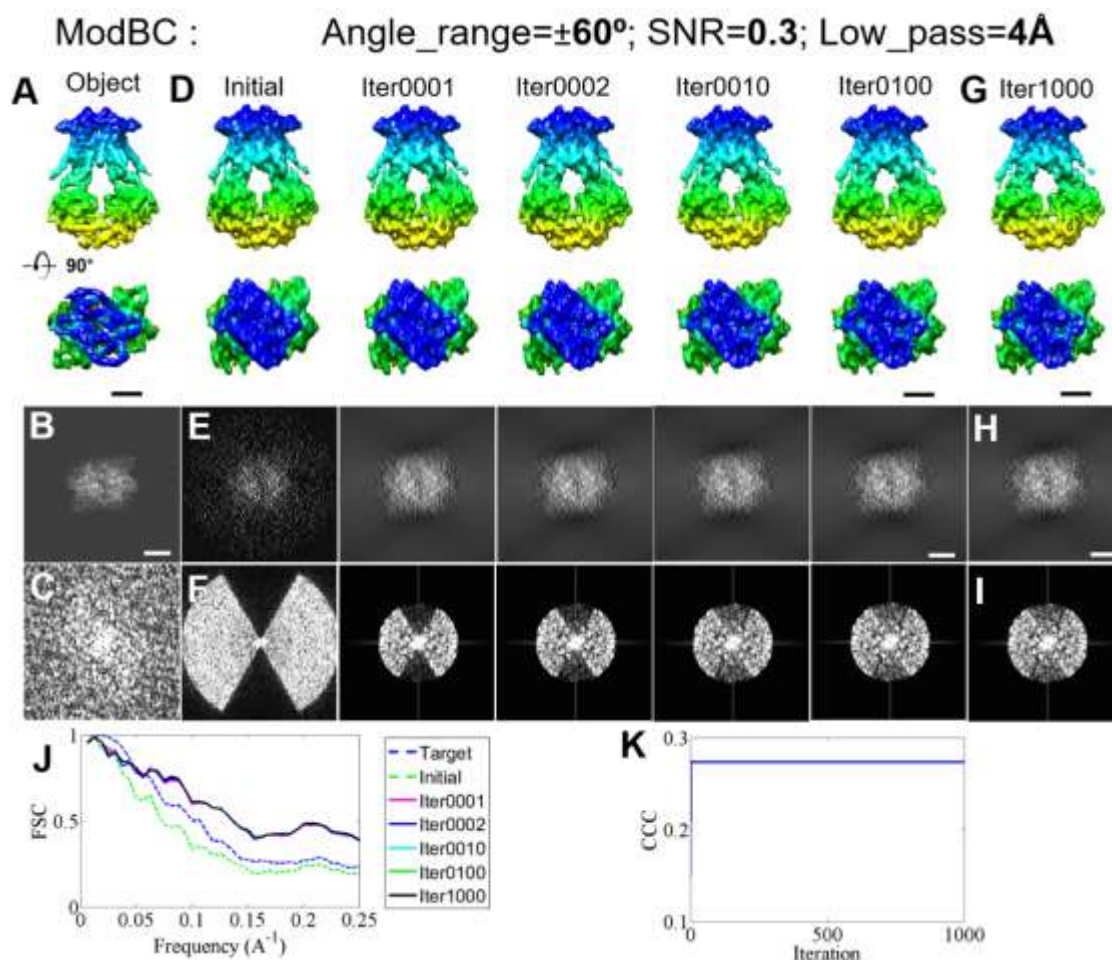 ModBC : Angle_range=±60º; SNR=0.3; Low_pass=4Å
A Object D Initial Iter0001 Iter0002 Iter0010 Iter0100 G Iter1000
90°
B E H
C F I
J
1
0.5
0
FSC
0 0.05 0.1 0.15 0.2 0.25
Frequency (A⁻¹)
Target
Initial
Iter0001
Iter0002
Iter0010
Iter0100
Iter1000
K
0.3
0.2
0.1
CCC
0 500 1000
Iteration